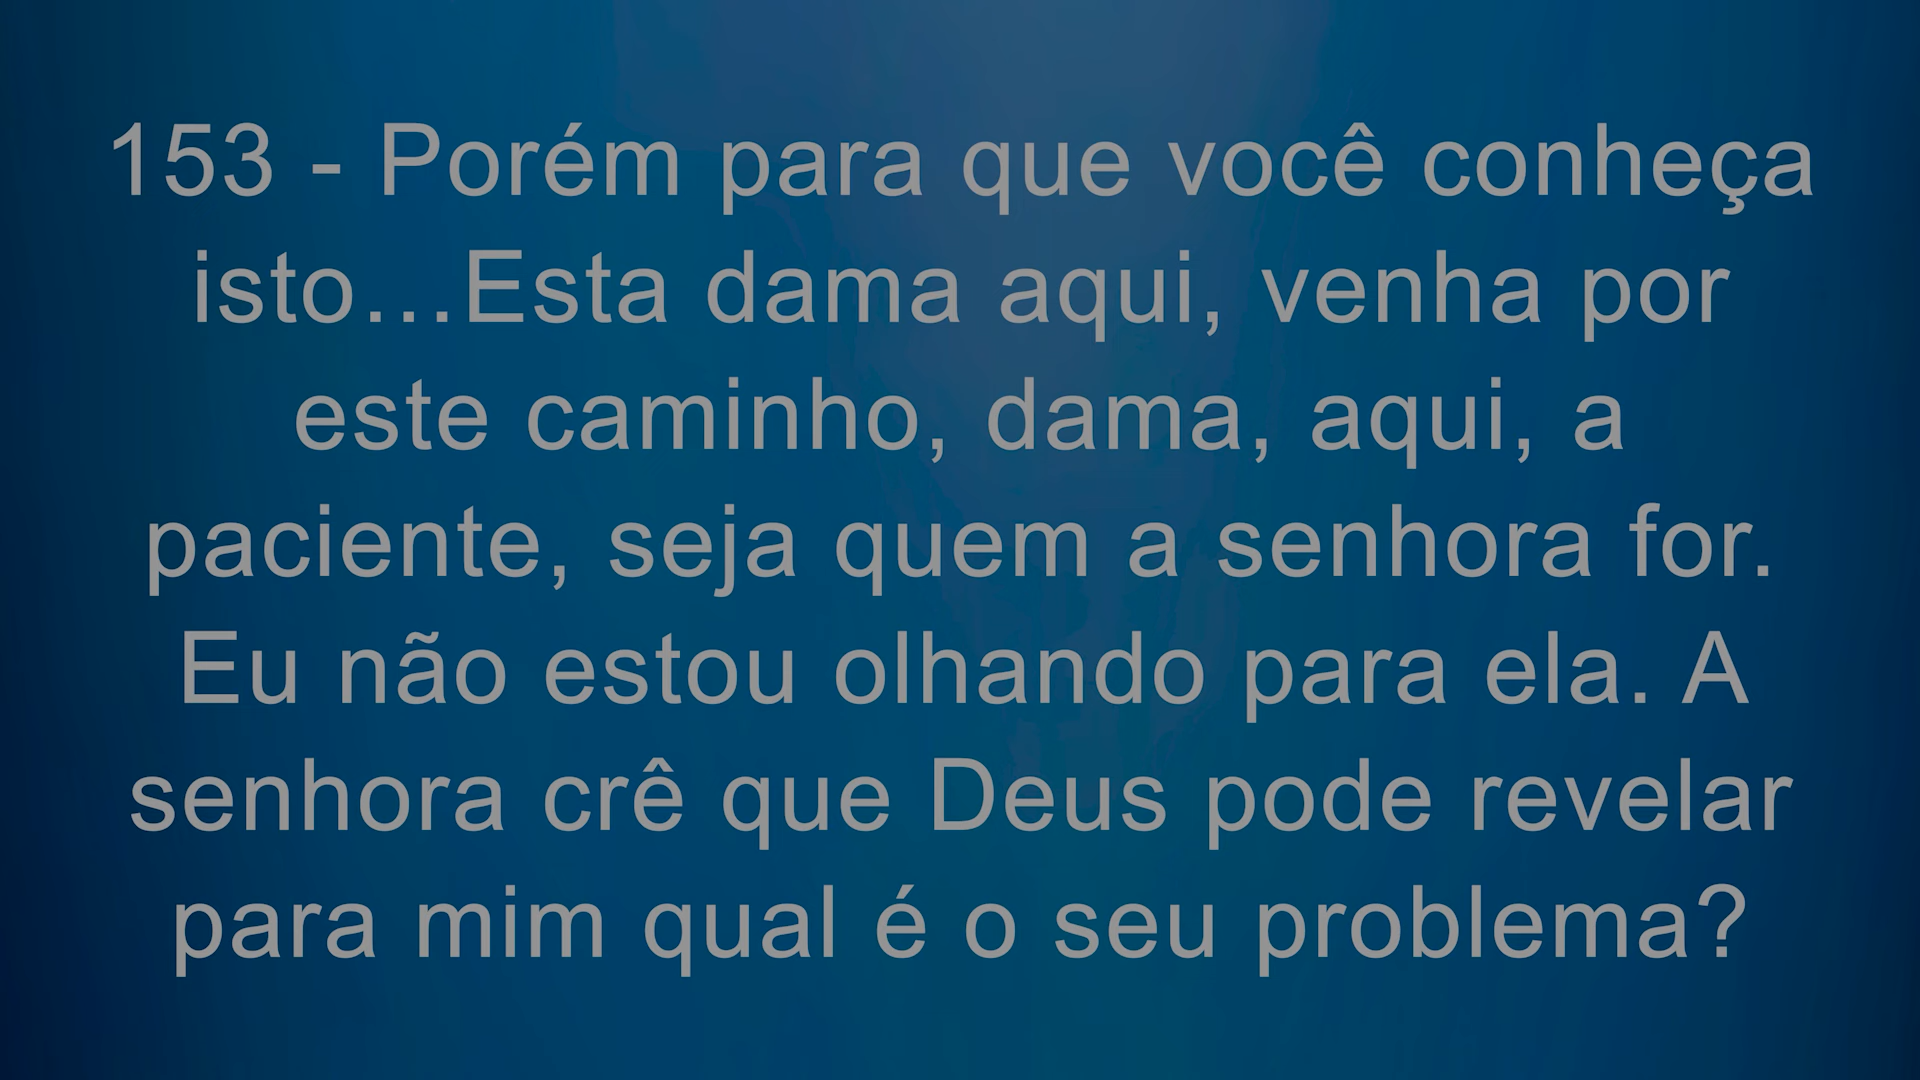 153 - Porém para que você conheça
isto...Esta dama aqui, venha por
este caminho, dama, aqui, a
paciente, seja quem a senhora for.
Eu não estou olhando para ela. A
senhora crê que Deus pode revelar
para mim qual é o seu problema?